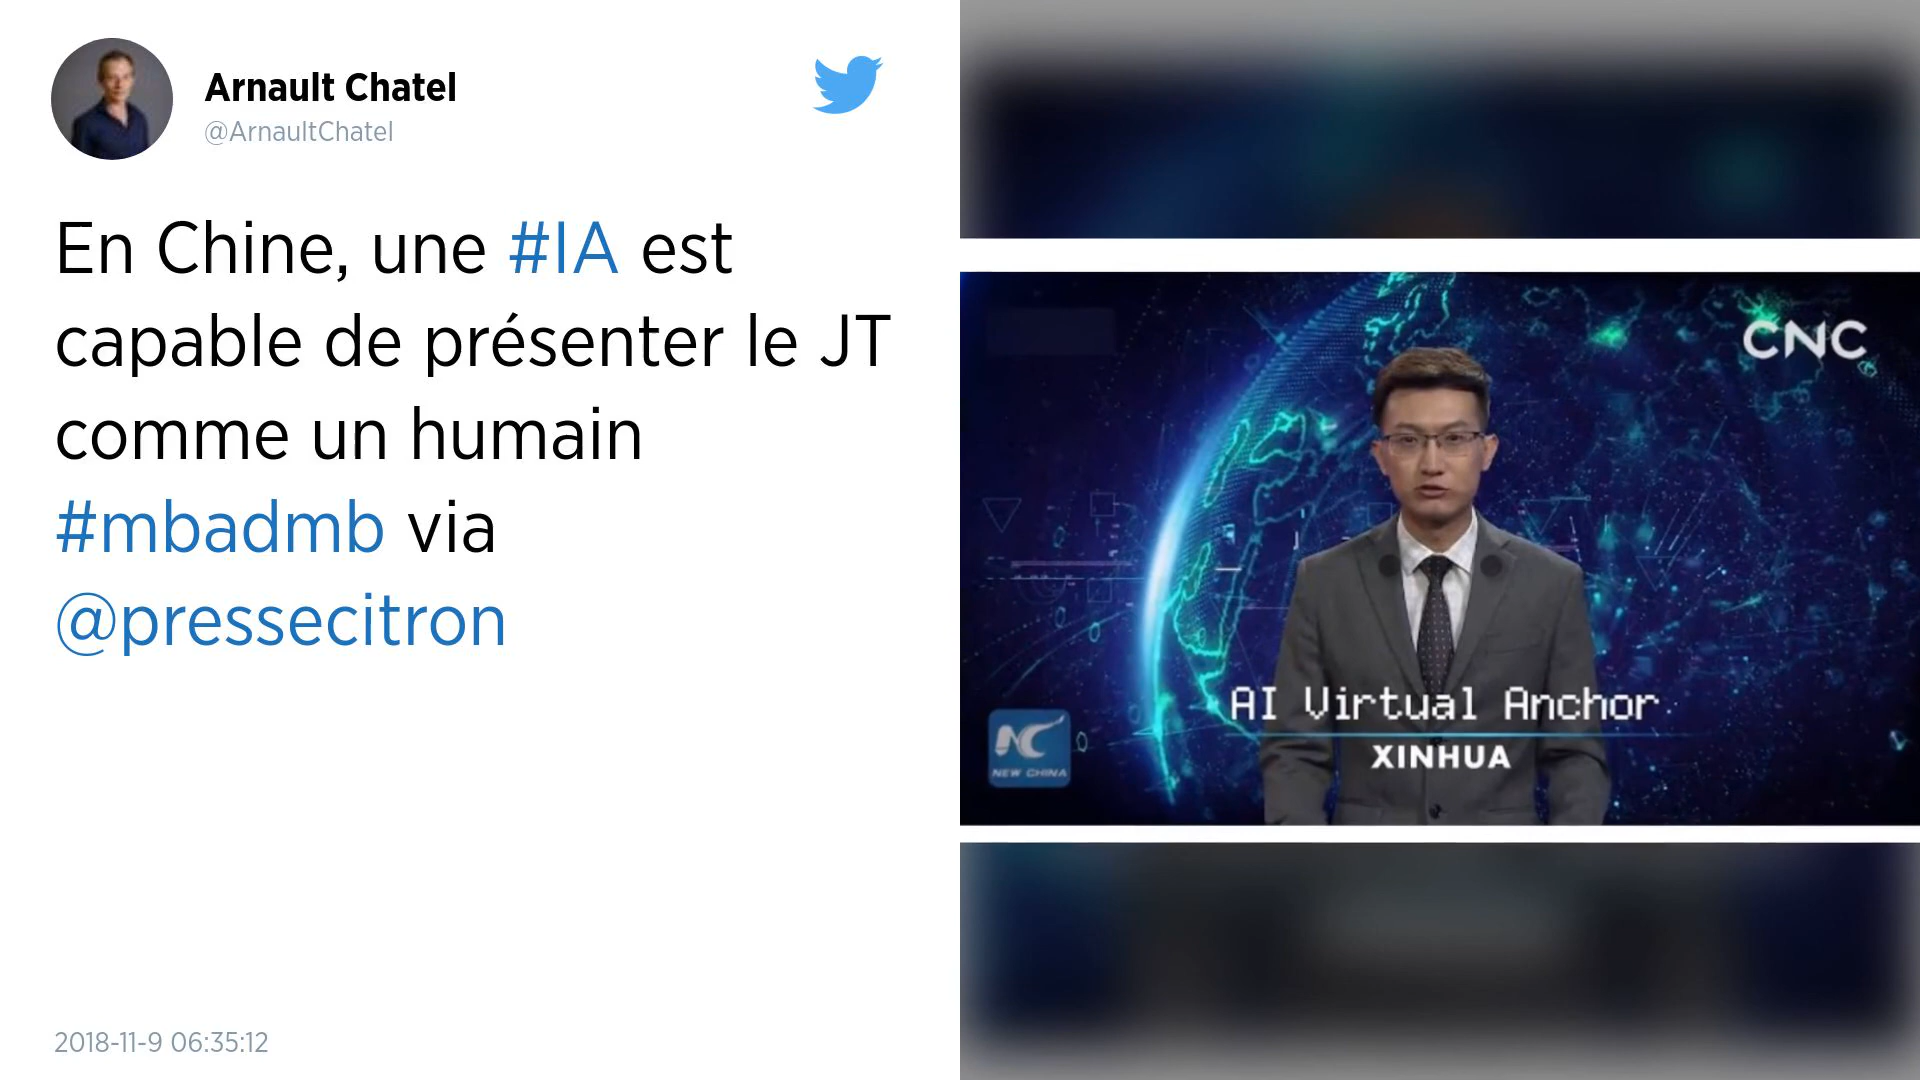 Arnault Chatel
@ArnaultChatel
En Chine, une #IA est
capable de présenter le JT
comme un humain
#mbadmb via
@pressecitron
2018-11-9 06:35:12
CNC
AI Virtual Anchor
XINHUA
NC
NEW CHINA